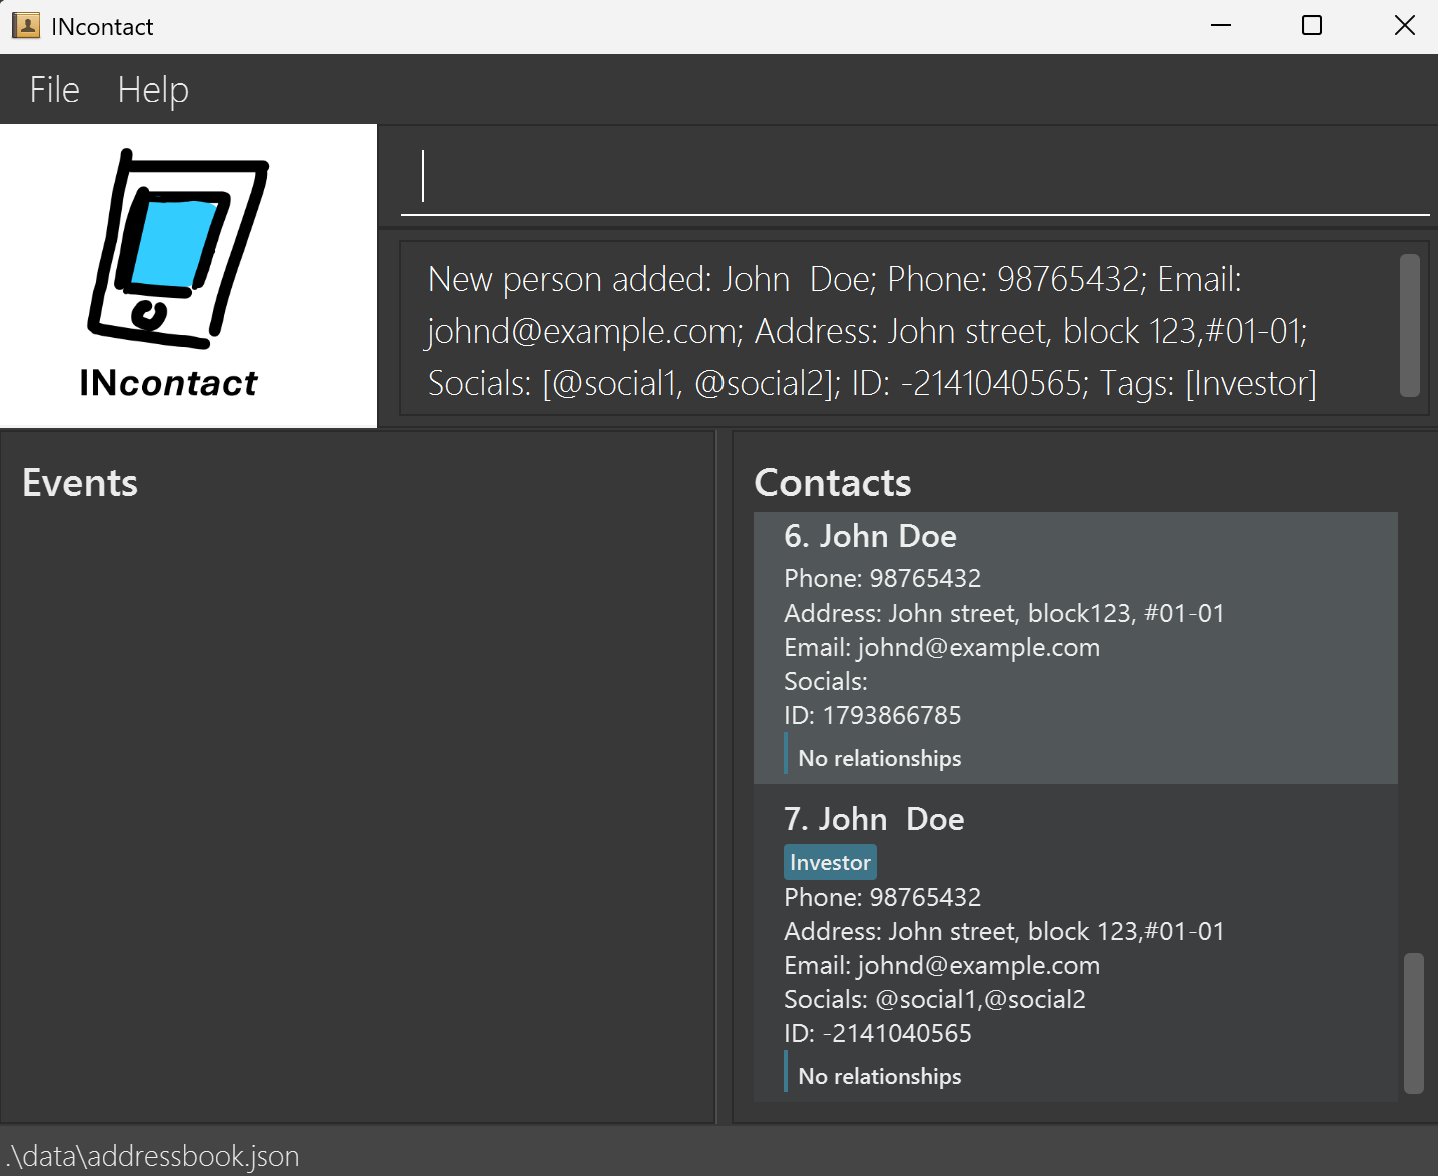 INcontact
File Help
INcontact
New person added: John  Doe; Phone: 98765432; Email:
johnd@example.com; Address: John street, block 123,#01-01;
Socials: [@social1, @social2]; ID: -2141040565; Tags: [Investor]
Events
Contacts
6. John Doe
Phone: 98765432
Address: John street, block123, #01-01
Email: johnd@example.com
Socials:
ID: 1793866785
No relationships
7. John  Doe
Investor
Phone: 98765432
Address: John street, block 123,#01-01
Email: johnd@example.com
Socials: @social1,@social2
ID: -2141040565
No relationships
.\data\addressbook.json